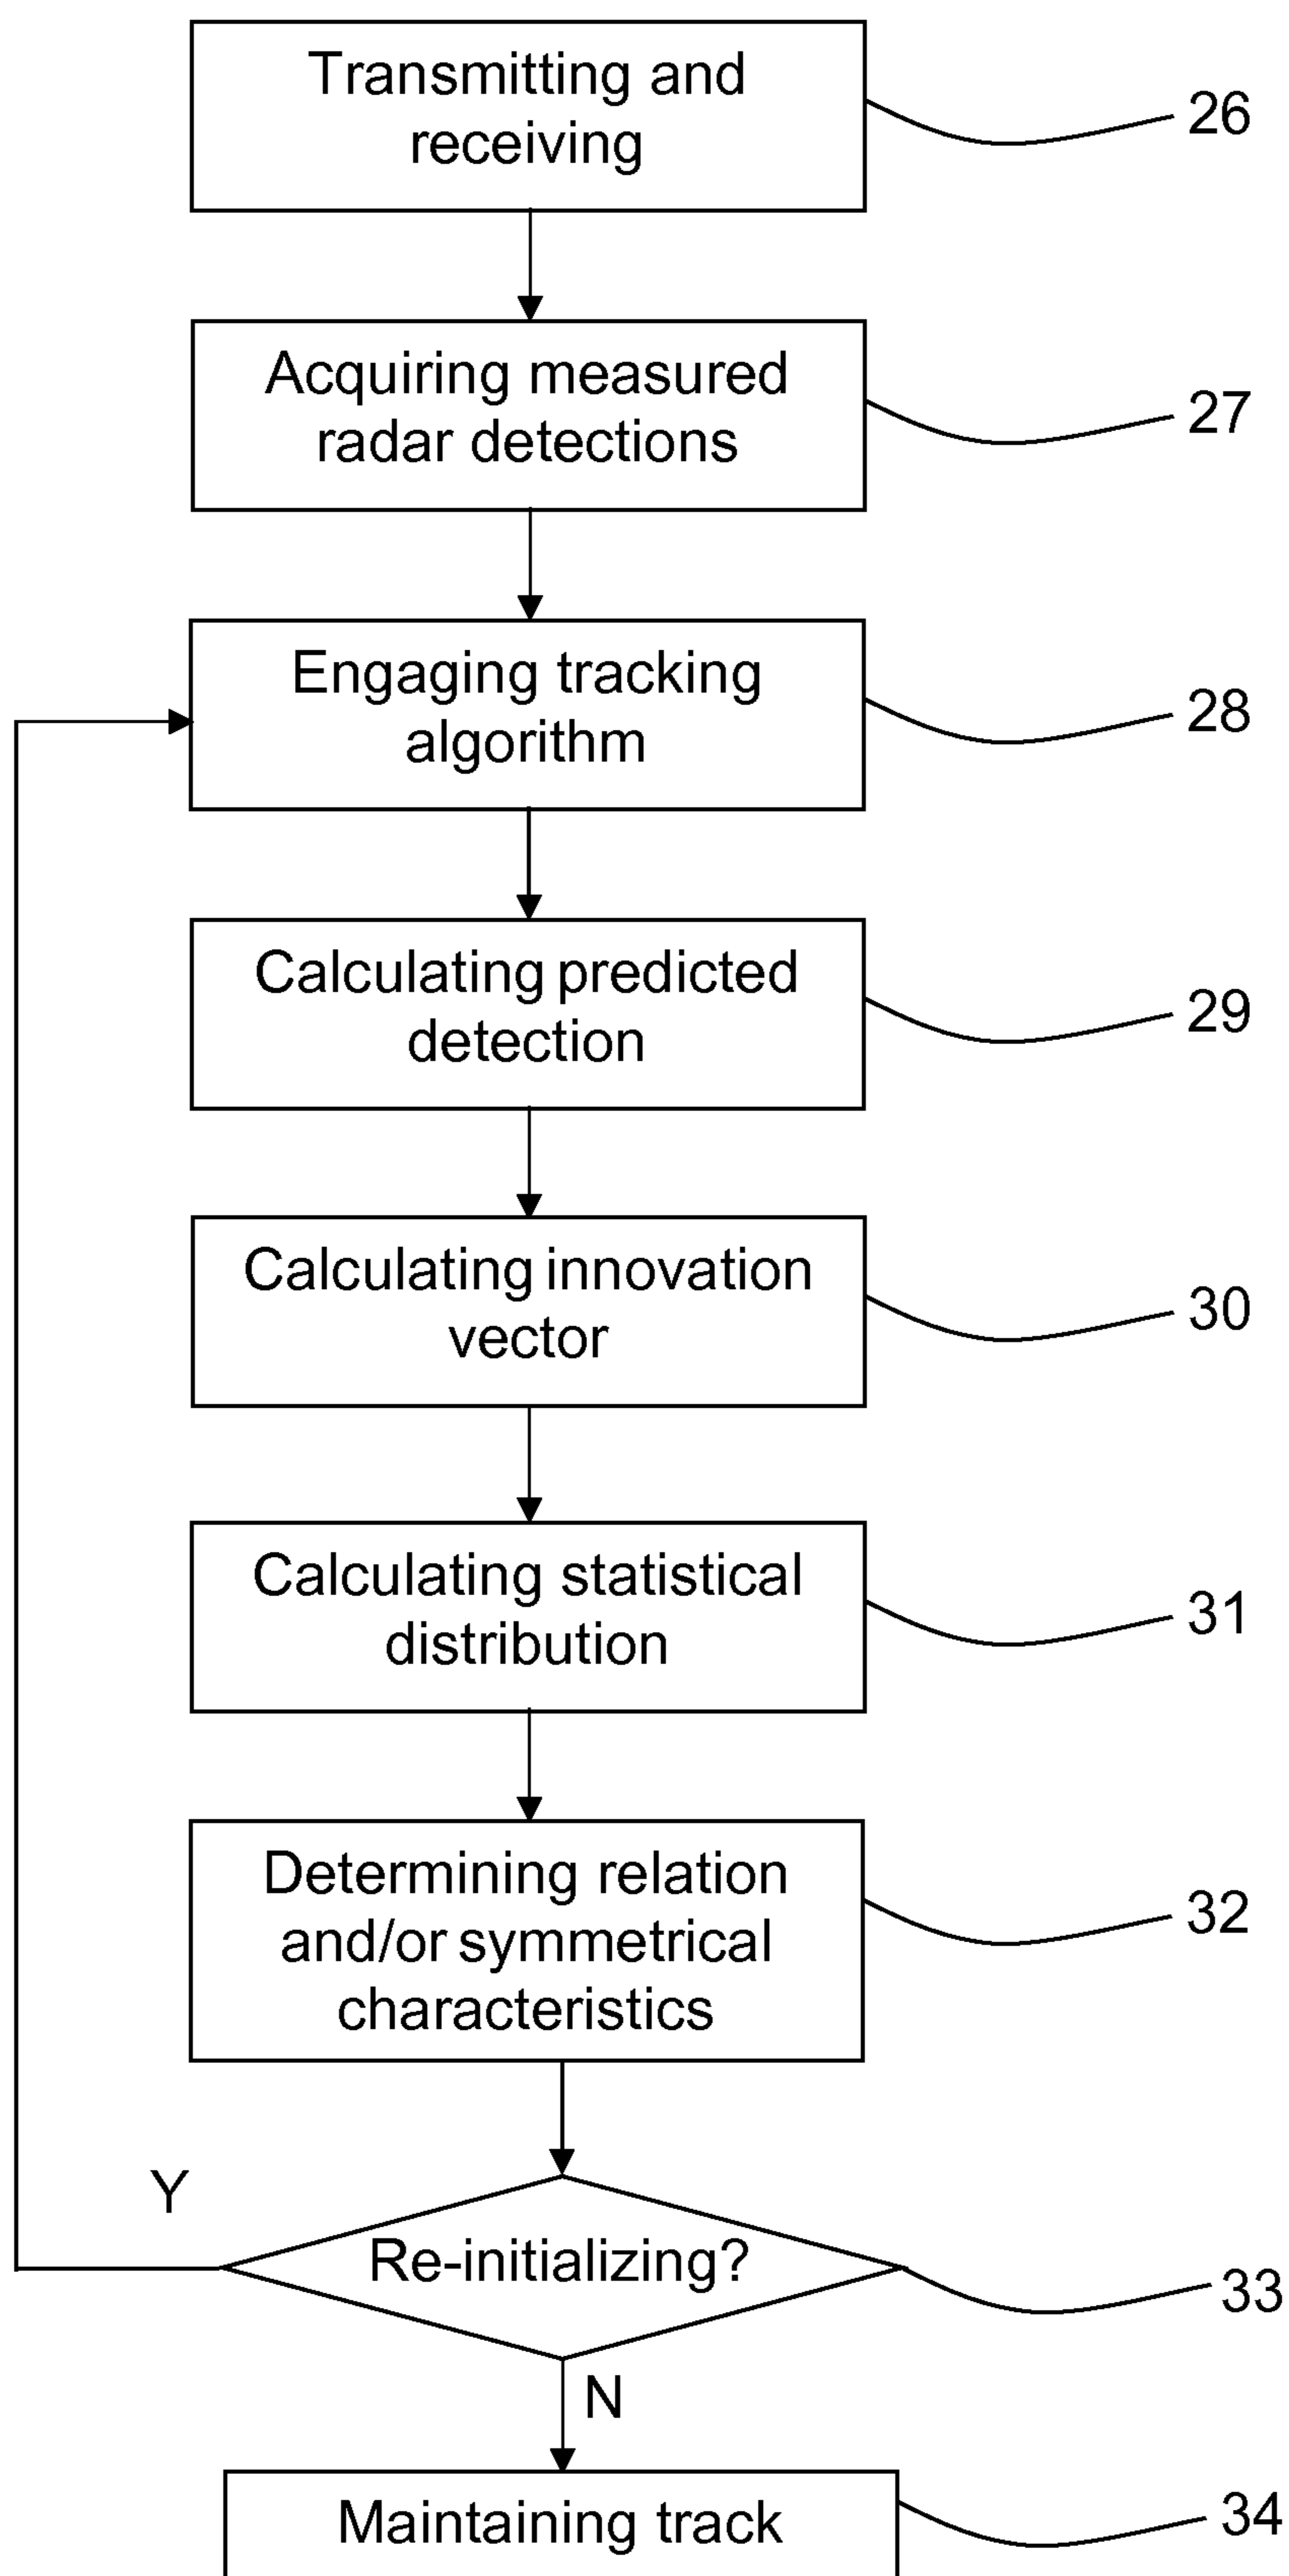 Transmitting and
receiving
26
Acquiring measured
radar detections
27
Engaging tracking
algorithm
28
Calculating predicted
detection
29
Calculating innovation
vector
30
Calculating statistical
distribution
31
Determining relation
and/or symmetrical
characteristics
32
Y
Re-initializing?
33
N
Maintaining track
34